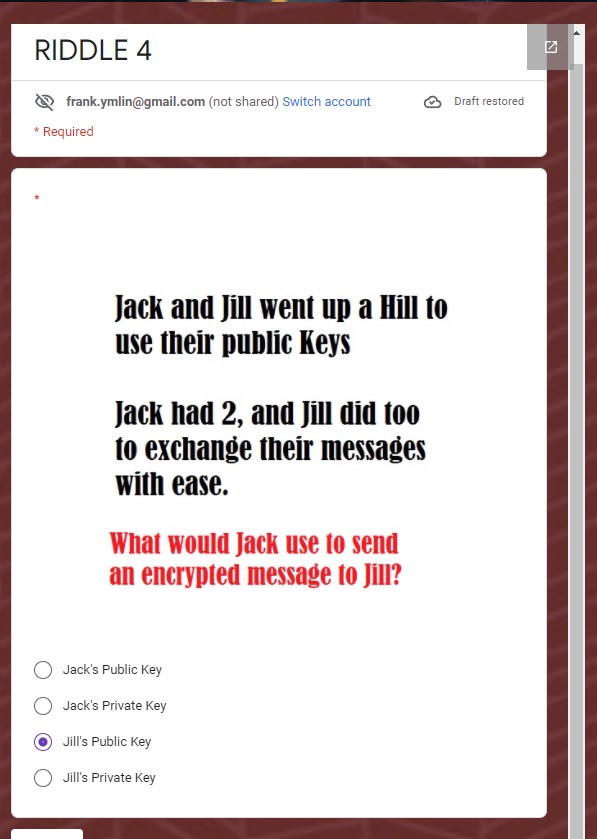 RIDDLE 4
frank.ymlin@gmail.com (not shared) Switch account
Draft restored
* Required
*
Jack and Jill went up a Hill to
use their public Keys
Jack had 2, and Jill did too
to exchange their messages
with ease.
What would Jack use to send
an encrypted message to Jill?
Jack's Public Key
Jack's Private Key
Jill's Public Key
Jill's Private Key